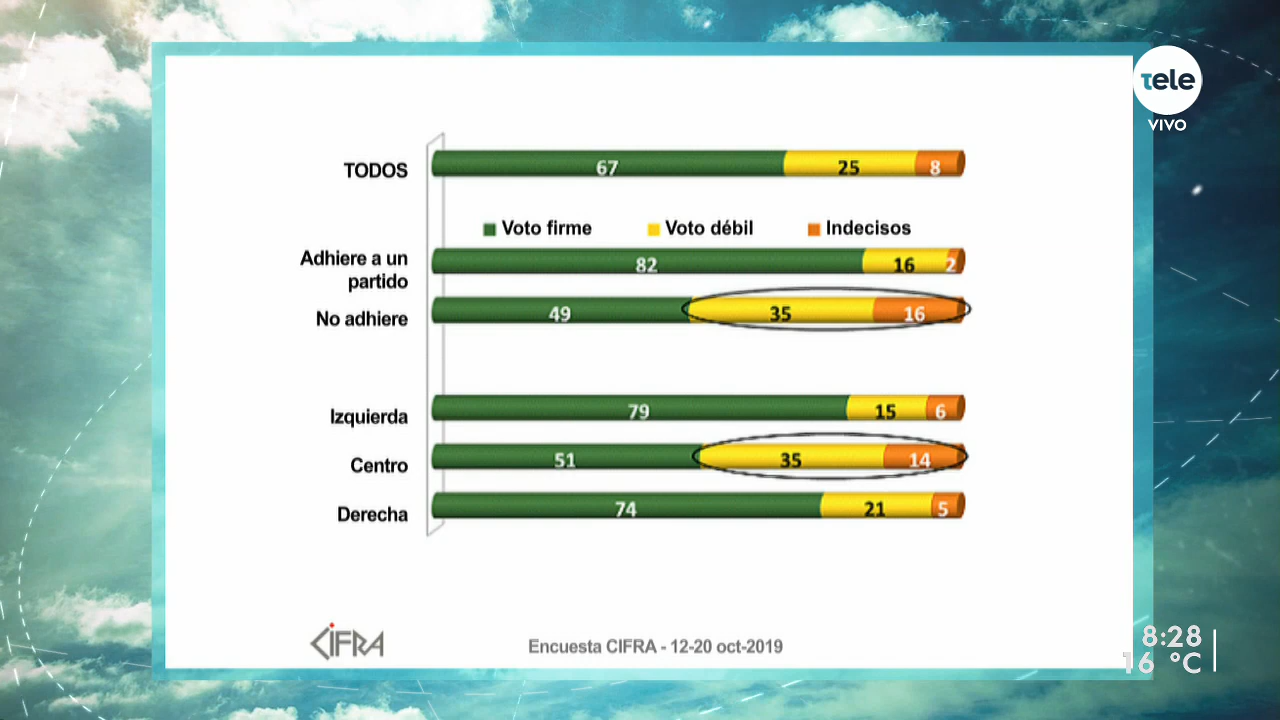 tele
VIVO
TODOS 67 25 8
Voto firme Voto débil Indecisos
Adhiere a un
partido 82 16 2
No adhiere 49 35 16
Izquierda 79 15 6
Centro 51 35 14
Derecha 74 21 5
CIFRA
Encuesta CIFRA - 12-20 oct-2019
8:28
16 °C